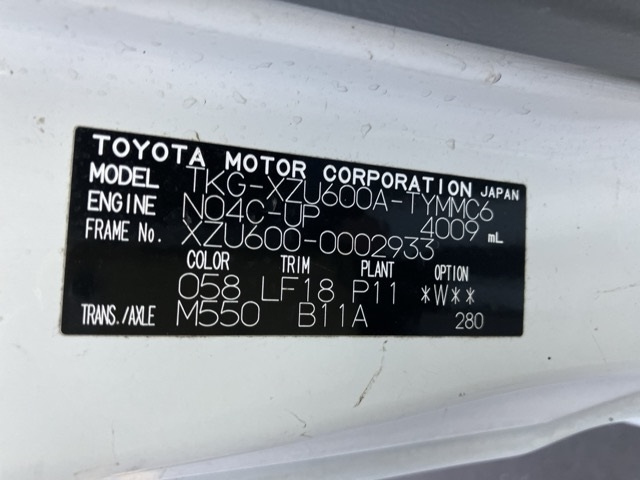 TOYOTA MOTOR CORPORATION JAPAN
MODEL TKG-XZU600A-TYMMC6
ENGINE N04C-UP 4009 mL
FRAME No. XZU600-0002933
COLOR TRIM PLANT OPTION
058 LF18 P11 *W**
TRANS./AXLE M550 B11A 280